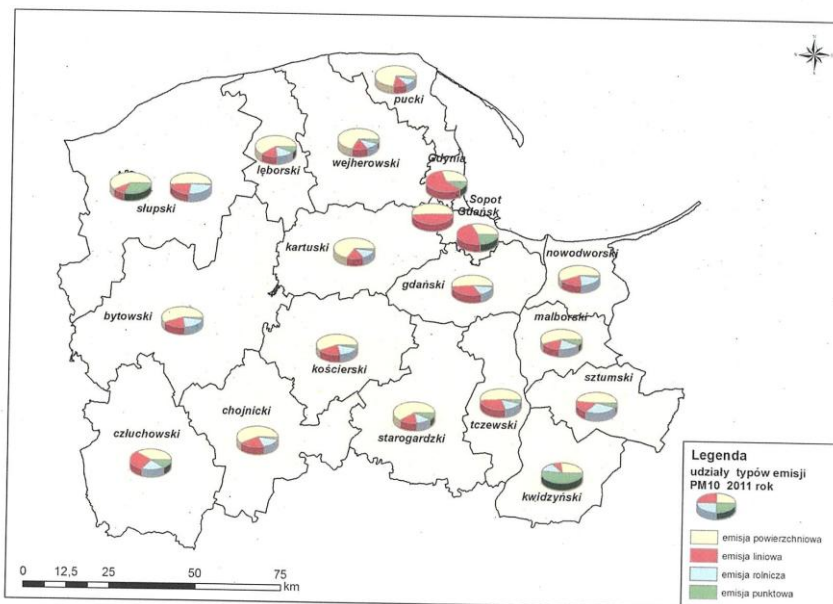 pucki
Gdynia
wejherowski
lęborski
Sopot
Gdańsk
słupski
kartuski
nowodworski
gdański
bytowski
malborski
kościerski
sztumski
chojnicki
człuchowski
starogardzki
tczewski
kwidzyński
Legenda
udziały typów emisji
PM10 2011 rok
emisja powierzchniowa
emisja liniowa
emisja rolnicza
emisja punktowa
0 12,5 25 50 75
km